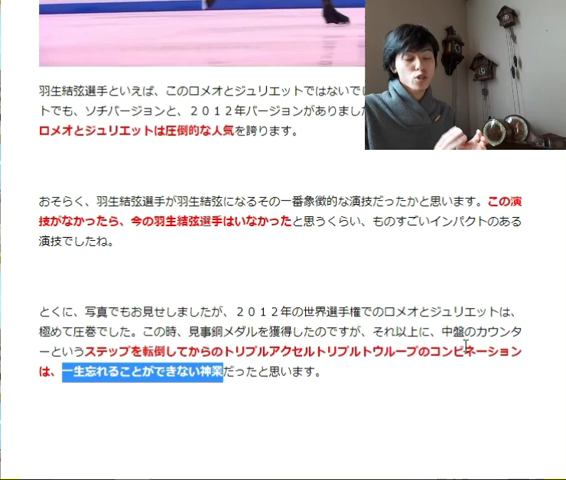 羽生結弦選手といえば、このロメオとジュリエットではないで
トでも、ソチバージョンと、２０１２年バージョンがありまし
ロメオとジュリエットは圧倒的な人気を誇ります。
おそらく、羽生結弦選手が羽生結弦になるその一番象徴的な演技だったかと思います。この演
技がなかったら、今の羽生結弦選手はいなかったと思うくらい、ものすごいインパクトのある
演技でしたね。
とくに、写真でもお見せしましたが、２０１２年の世界選手権でのロメオとジュリエットは、
極めて圧巻でした。この時、見事銅メダルを獲得したのですが、それ以上に、中盤のカウンタ
ーというステップを転倒してからのトリプルアクセルトリプルトウループのコンビネーション
は、一生忘れることができない神業だったと思います。